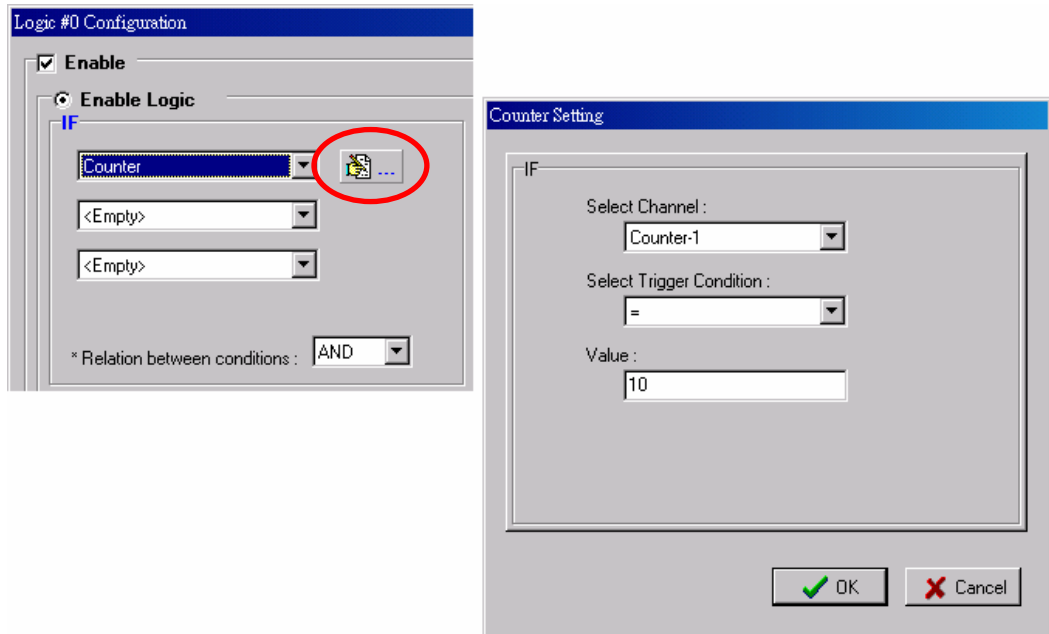 Logic #0 Configuration
Enable
Enable Logic
IF
Counter
...
<Empty>
<Empty>
* Relation between conditions : AND
Counter Setting
IF
Select Channel :
Counter-1
Select Trigger Condition :
=
Value :
10
OK
Cancel